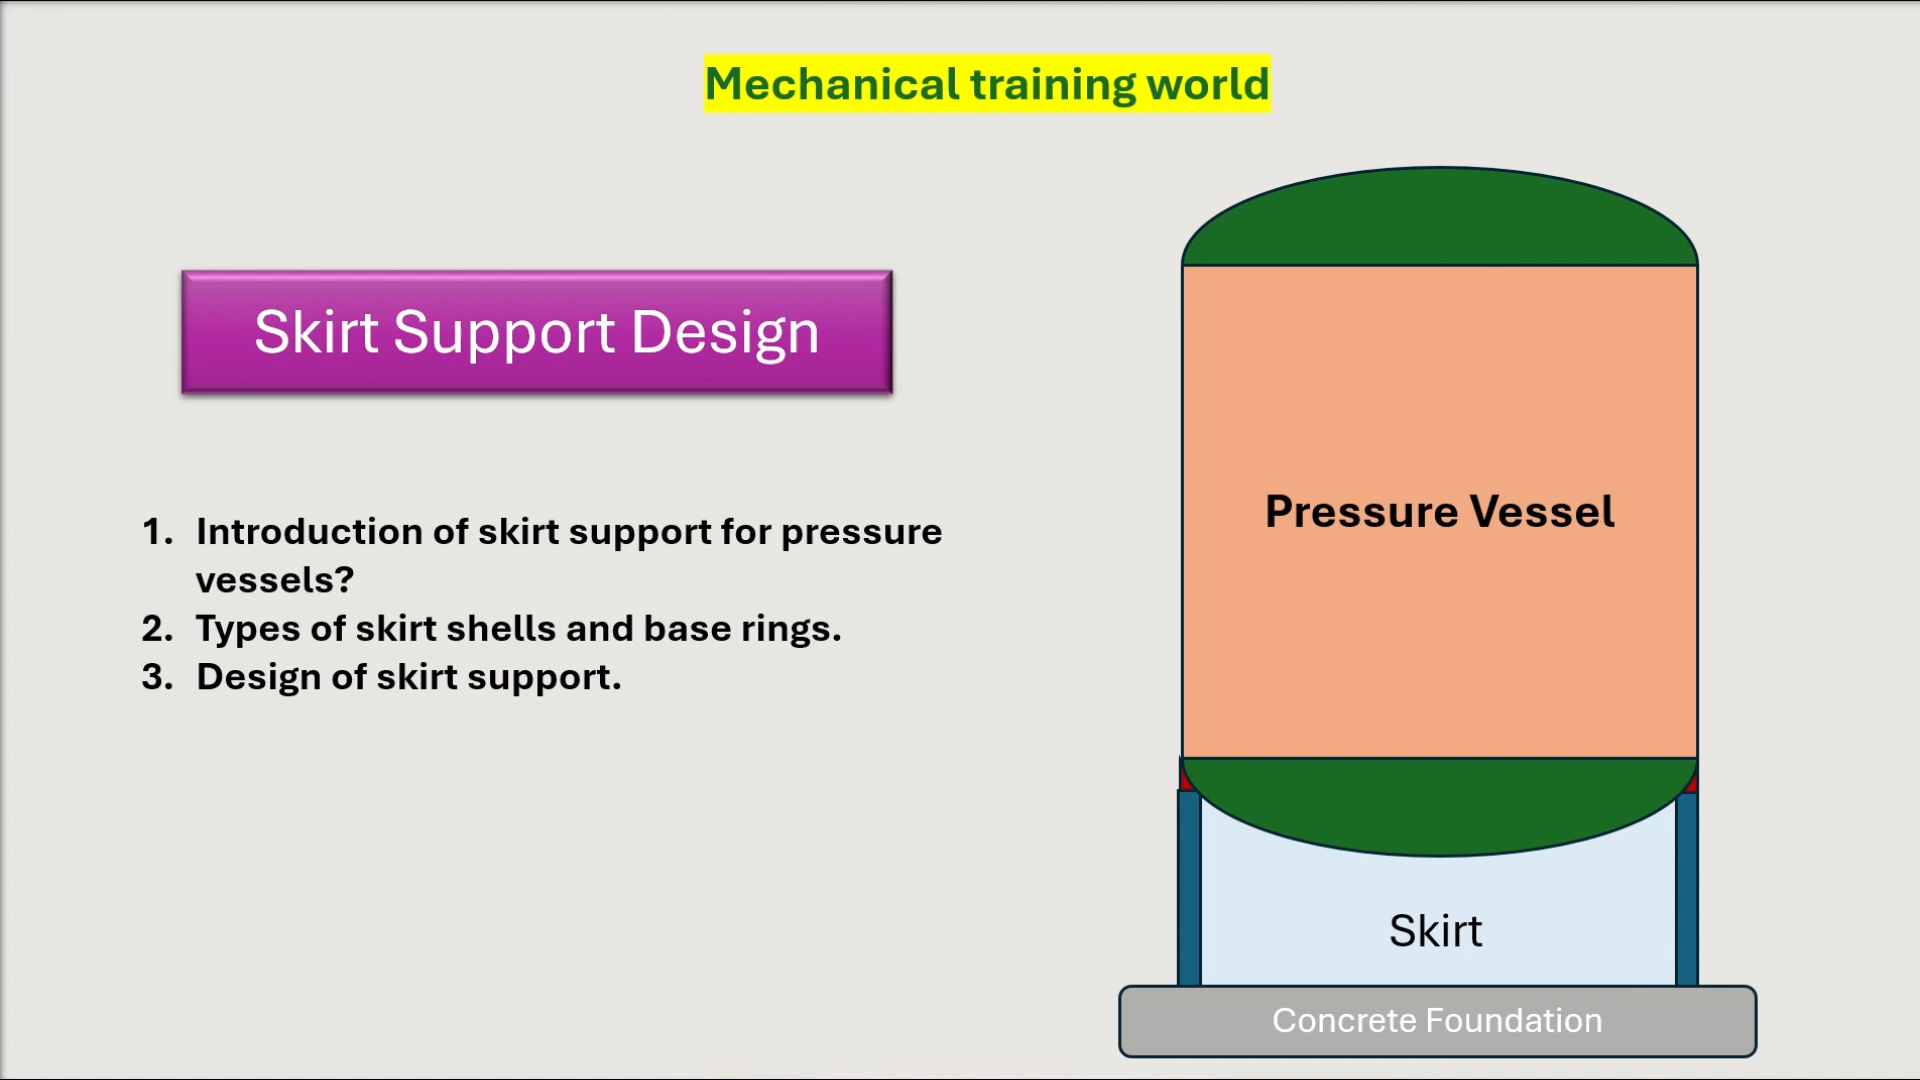 Mechanical training world
Skirt Support Design
1. Introduction of skirt support for pressure
vessels?
2. Types of skirt shells and base rings.
3. Design of skirt support.
Pressure Vessel
Skirt
Concrete Foundation